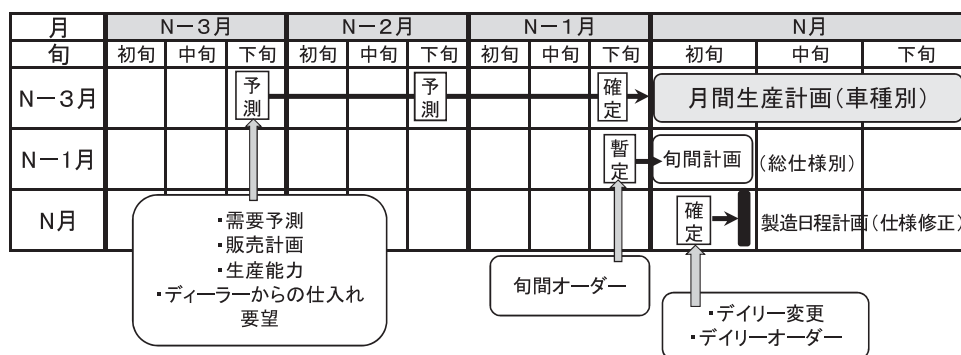 月 N－3月 N－2月 N－1月 N月
旬 初旬 中旬 下旬 初旬 中旬 下旬 初旬 中旬 下旬 初旬 中旬 下旬
N－3月 予測 予測 確定 月間生産計画（車種別）
N－1月 暫定 旬間計画 （総仕様別）
N月 確定 製造日程計画（仕様修正）
・需要予測
・販売計画
・生産能力
・ディーラーからの仕入れ
要望
旬間オーダー
・デイリー変更
・デイリーオーダー